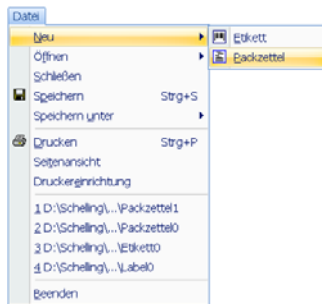 Datei
Neu
Etikett
Öffnen
Packzettel
Schließen
Speichern Strg+S
Speichern unter
Drucken Strg+P
Seitenansicht
Druckereinrichtung
1 D:\Schelling\...\Packzettel1
2 D:\Schelling\...\Packzettel0
3 D:\Schelling\...\Etikett0
4 D:\Schelling\...\Label0
Beenden